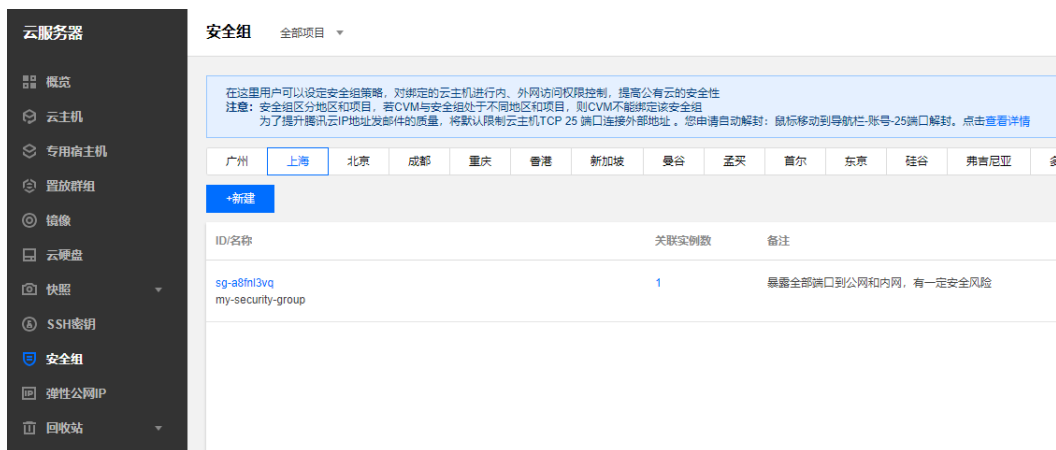 云服务器
安全组 全部项目
概览
云主机
专用宿主机
置放群组
镜像
云硬盘
快照
SSH密钥
安全组
弹性公网IP
回收站
在这里用户可以设定安全组策略，对绑定的云主机进行内、外网访问权限控制，提高公有云的安全性
注意：安全组区分地区和项目，若CVM与安全组处于不同地区和项目，则CVM不能绑定该安全组
为了提升腾讯云IP地址发邮件的质量，将默认限制云主机TCP 25 端口连接外部地址 。您申请自动解封：鼠标移动到导航栏-账号-25端口解封。点击查看详情
广州 上海 北京 成都 重庆 香港 新加坡 曼谷 孟买 首尔 东京 硅谷 弗吉尼亚
+新建
ID/名称 关联实例数 备注
sg-a8fnl3vq 1 暴露全部端口到公网和内网，有一定安全风险
my-security-group